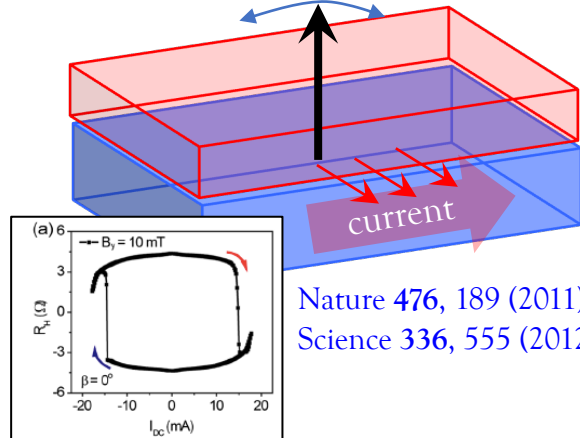 current
(a)
B_y = 10 mT
6
3
0
-3
-6
R_H (Ω)
β=0°
-20
-10
0
10
20
I_DC (mA)
Nature 476, 189 (2011)
Science 336, 555 (2012